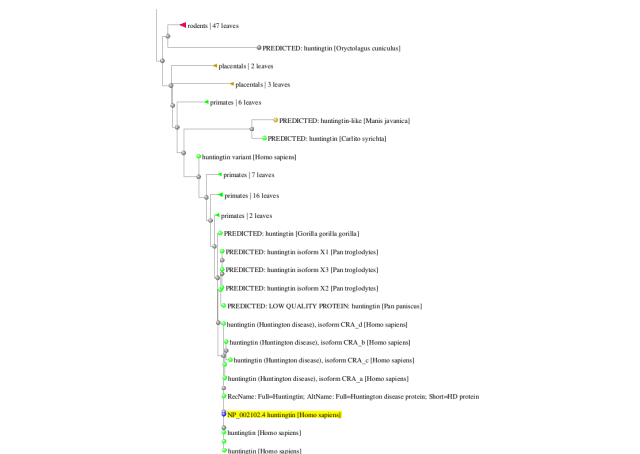 rodents | 47 leaves
PREDICTED: huntingtin [Oryctolagus cuniculus]
placentals | 2 leaves
placentals | 3 leaves
primates | 6 leaves
PREDICTED: huntingtin-like [Manis javanica]
PREDICTED: huntingtin [Carlito syrichta]
huntingtin variant [Homo sapiens]
primates | 7 leaves
primates | 16 leaves
primates | 2 leaves
PREDICTED: huntingtin [Gorilla gorilla gorilla]
PREDICTED: huntingtin isoform X1 [Pan troglodytes]
PREDICTED: huntingtin isoform X3 [Pan troglodytes]
PREDICTED: huntingtin isoform X2 [Pan troglodytes]
PREDICTED: LOW QUALITY PROTEIN: huntingtin [Pan paniscus]
huntingtin (Huntington disease), isoform CRA_d [Homo sapiens]
huntingtin (Huntington disease), isoform CRA_b [Homo sapiens]
huntingtin (Huntington disease), isoform CRA_c [Homo sapiens]
huntingtin (Huntington disease), isoform CRA_a [Homo sapiens]
RecName: Full=Huntingtin; AltName: Full=Huntington disease protein; Short=HD protein
NP_002102.4 huntingtin [Homo sapiens]
huntingtin [Homo sapiens]
huntingtin [Homo sapiens]